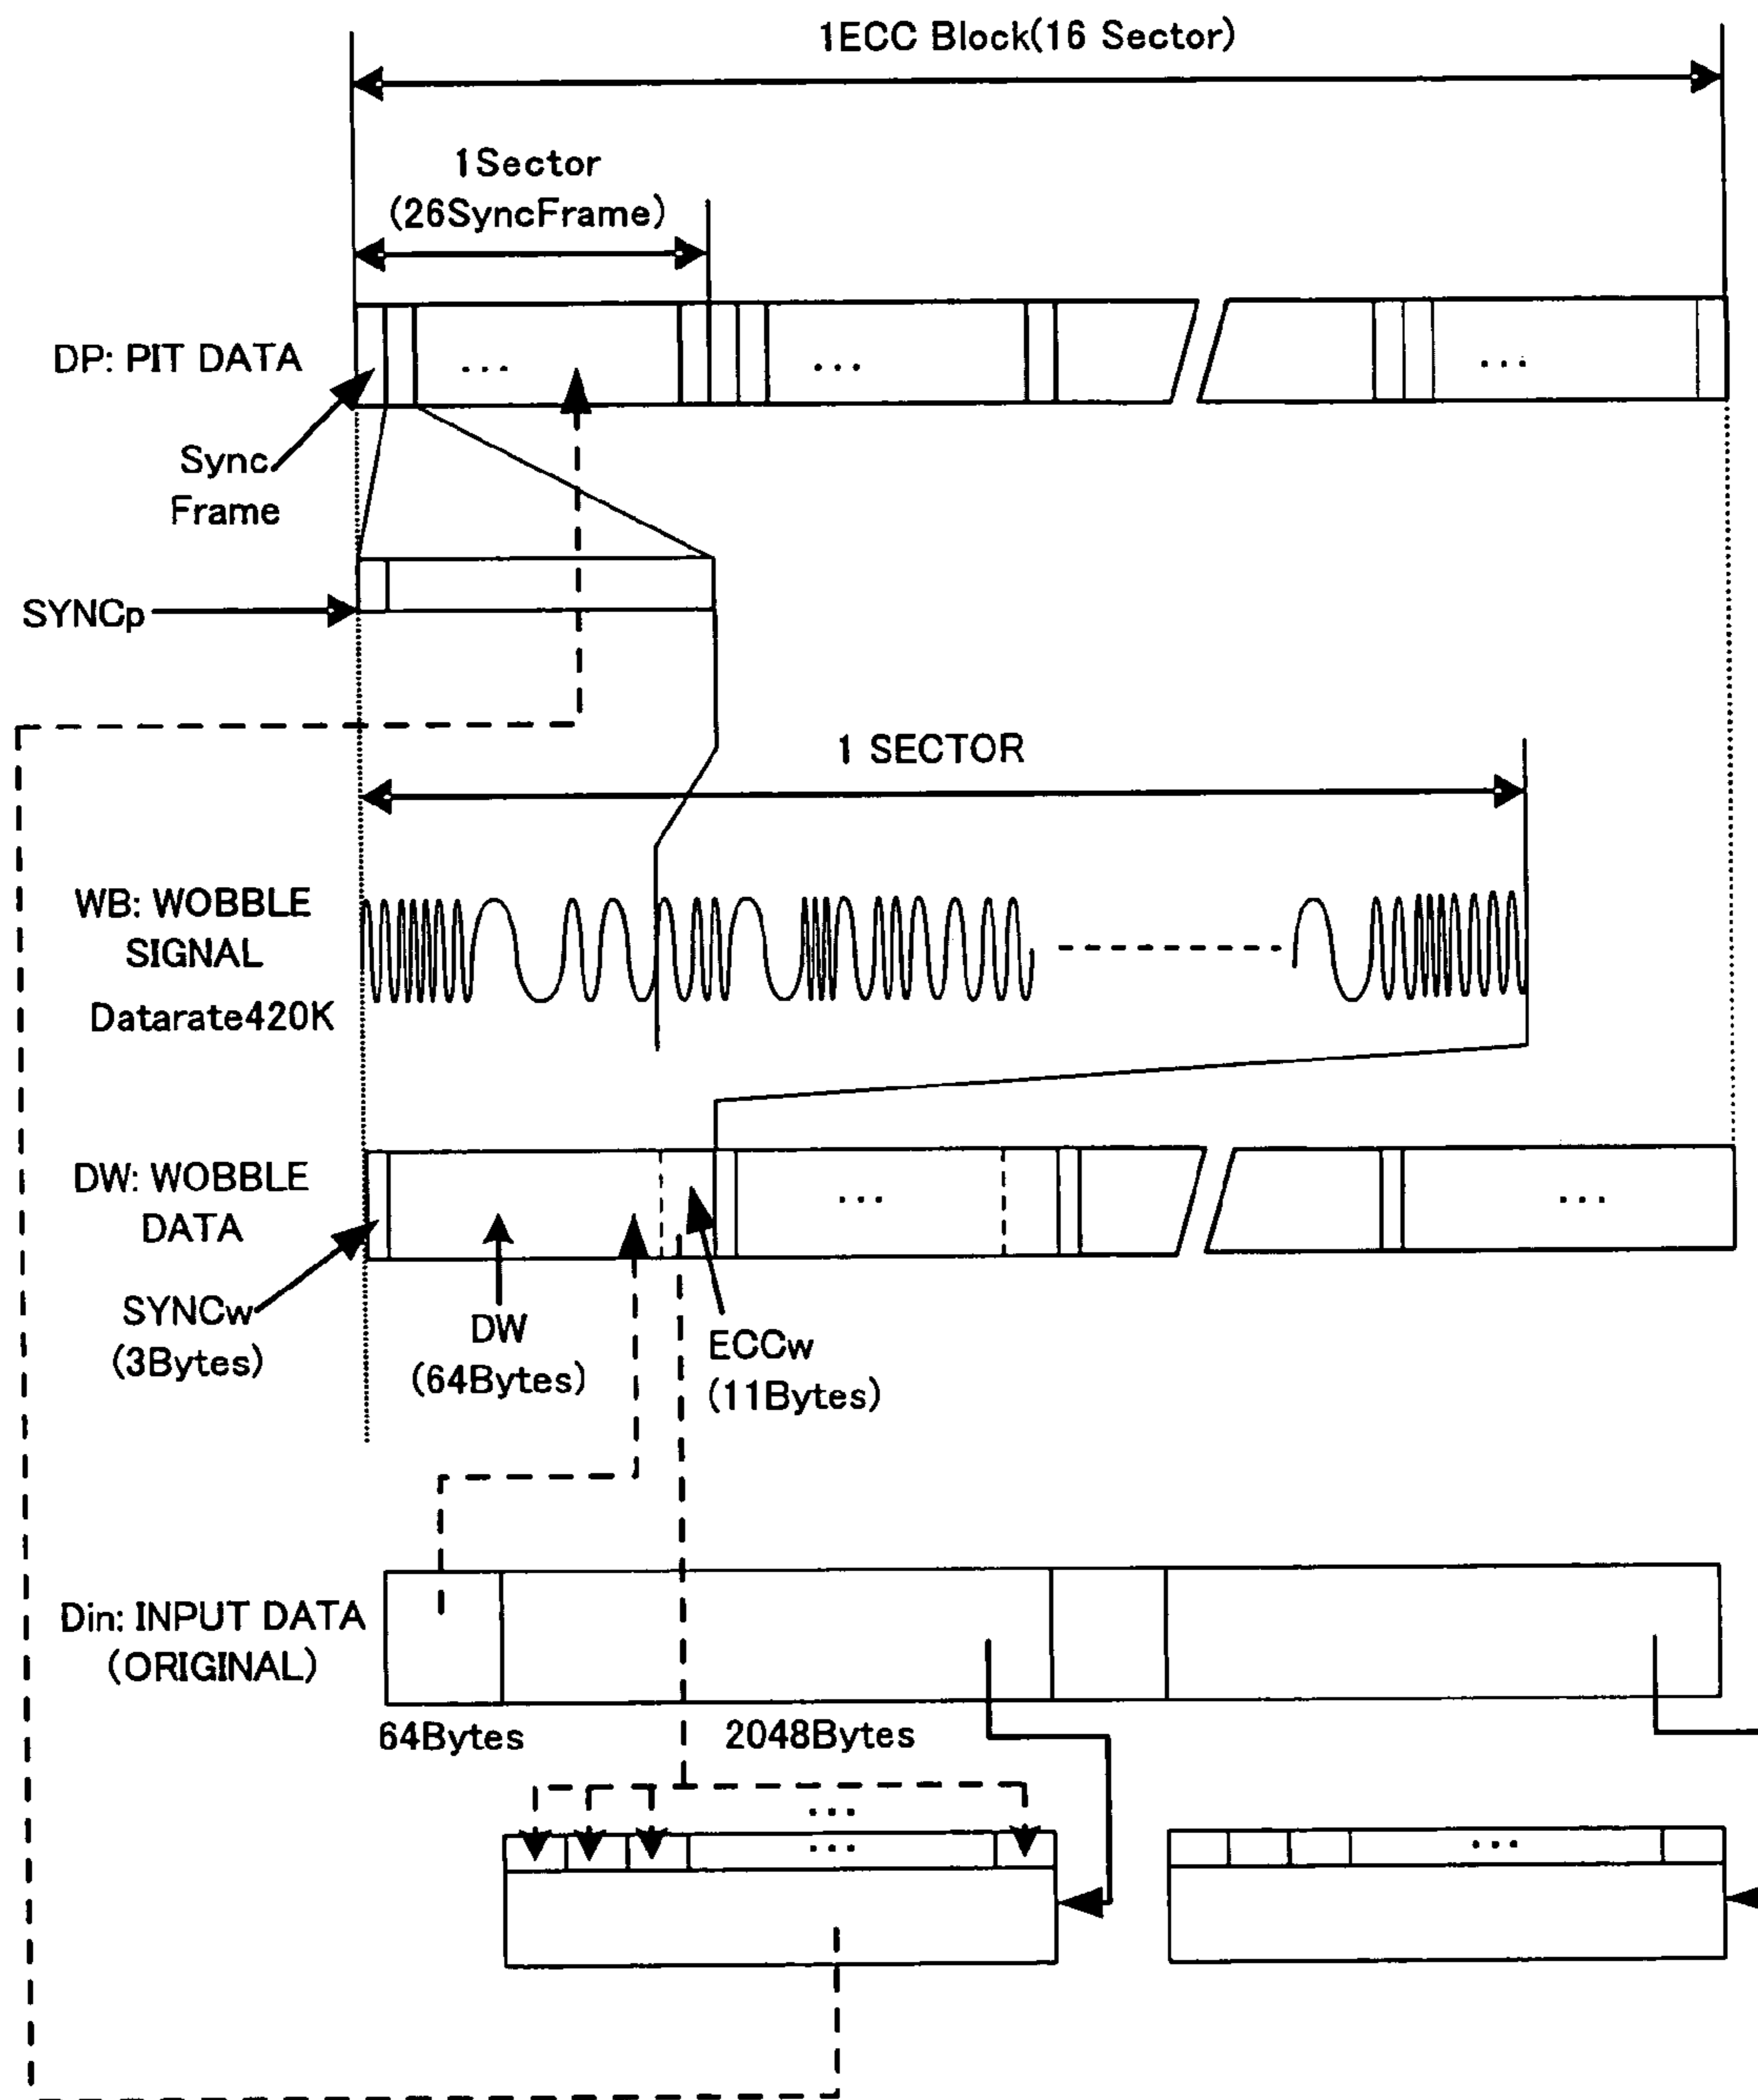 1ECC Block(16 Sector)
1Sector
(26SyncFrame)
DP: PIT DATA
...
...
...
Sync
Frame
SYNCp
1 SECTOR
WB: WOBBLE
SIGNAL
Datarate420K
DW: WOBBLE
DATA
...
...
SYNCw
(3Bytes)
DW
(64Bytes)
ECCw
(11Bytes)
Din: INPUT DATA
(ORIGINAL)
64Bytes
2048Bytes
...
...
...